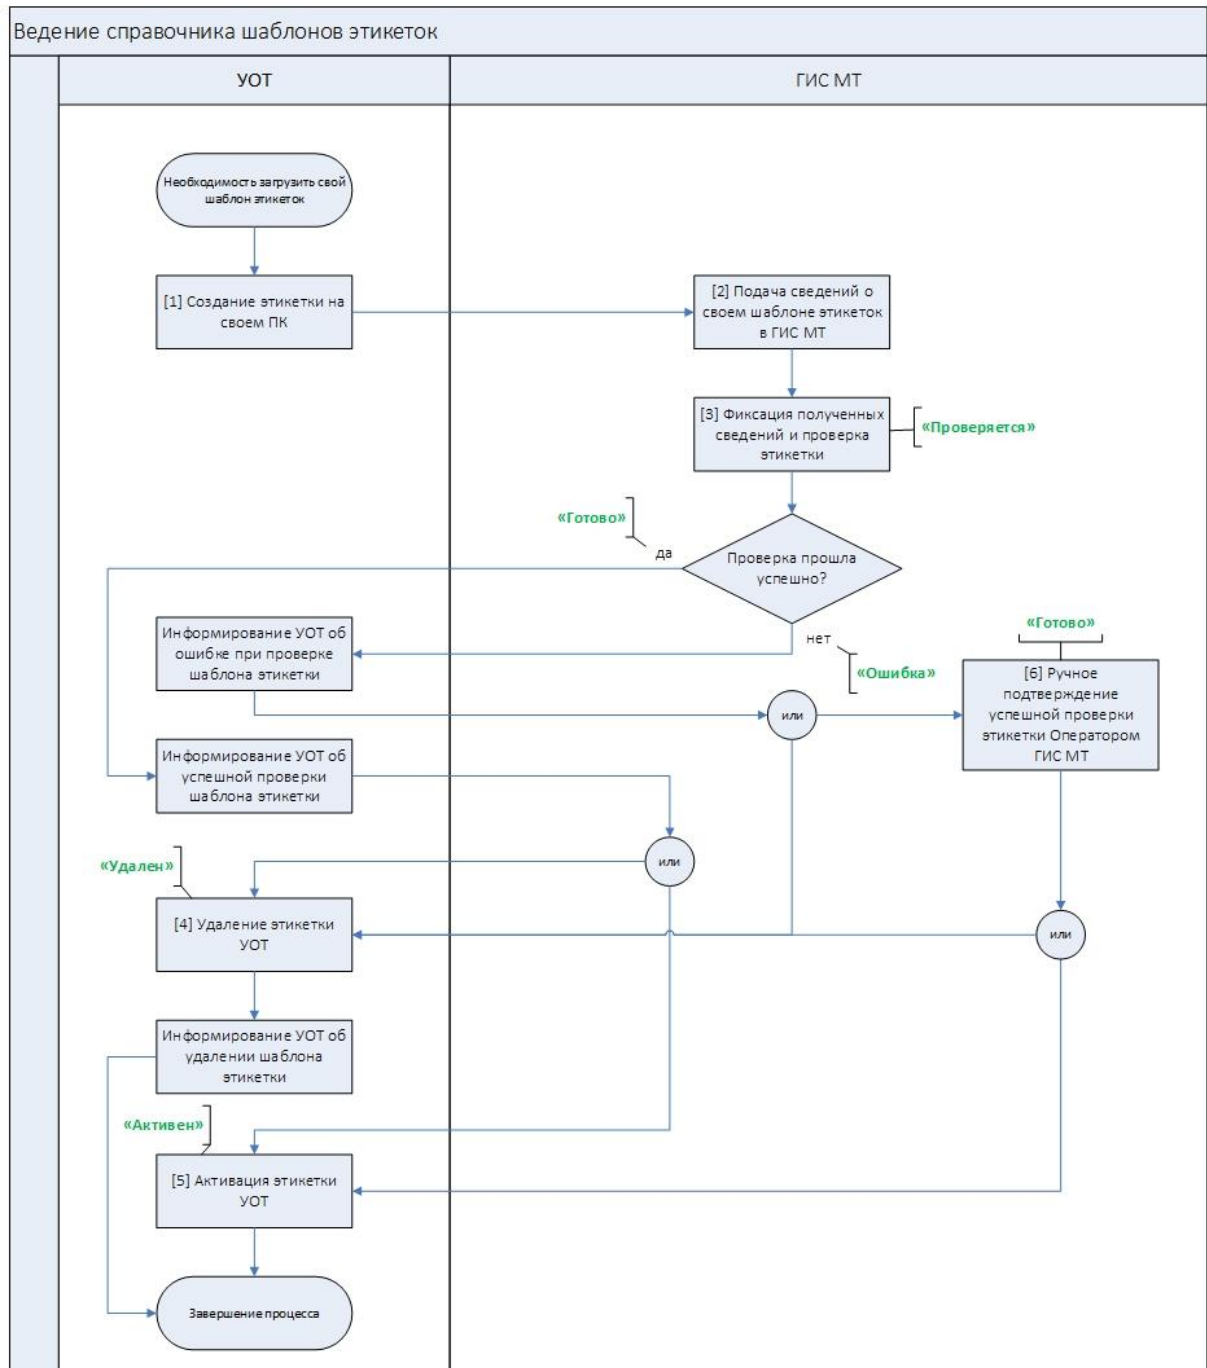 Ведение справочника шаблонов этикеток
УОТ
ГИС МТ
Необходимость загрузить свой
шаблон этикеток
[1] Создание этикетки на
своем ПК
[2] Подача сведений о
своем шаблоне этикеток
в ГИС МТ
[3] Фиксация полученных
сведений и проверка
этикетки
«Проверяется»
«Готово»
да
Проверка прошла
успешно?
нет
«Ошибка»
«Готово»
Информирование УОТ об
ошибке при проверке
шаблона этикетки
или
[6] Ручное
подтверждение
успешной проверки
этикетки Оператором
ГИС МТ
Информирование УОТ об
успешной проверки
шаблона этикетки
или
«Удален»
[4] Удаление этикетки
УОТ
или
Информирование УОТ об
удалении шаблона
этикетки
«Активен»
[5] Активация этикетки
УОТ
Завершение процесса